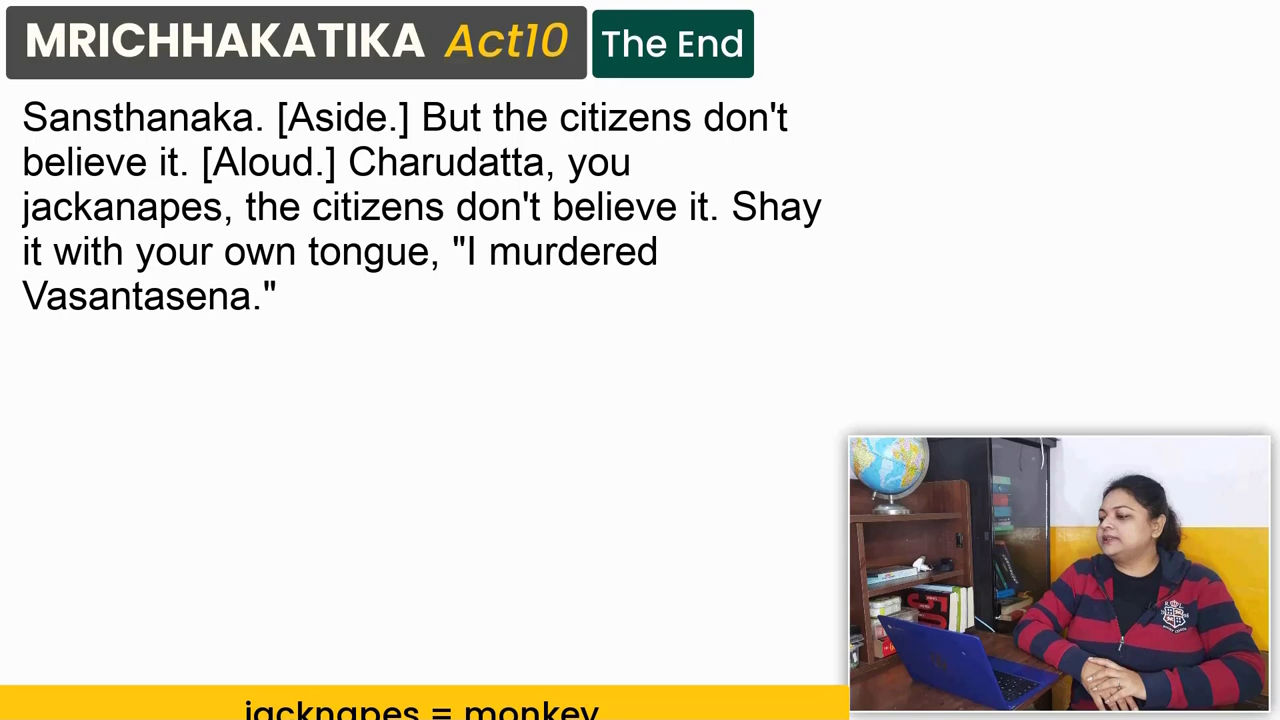 MRICHHAKATIKA Act10 The End
Sansthanaka. [Aside.] But the citizens don't
believe it. [Aloud.] Charudatta, you
jackanapes, the citizens don't believe it. Shay
it with your own tongue, "I murdered
Vasantasena."
jacknapes = monkey